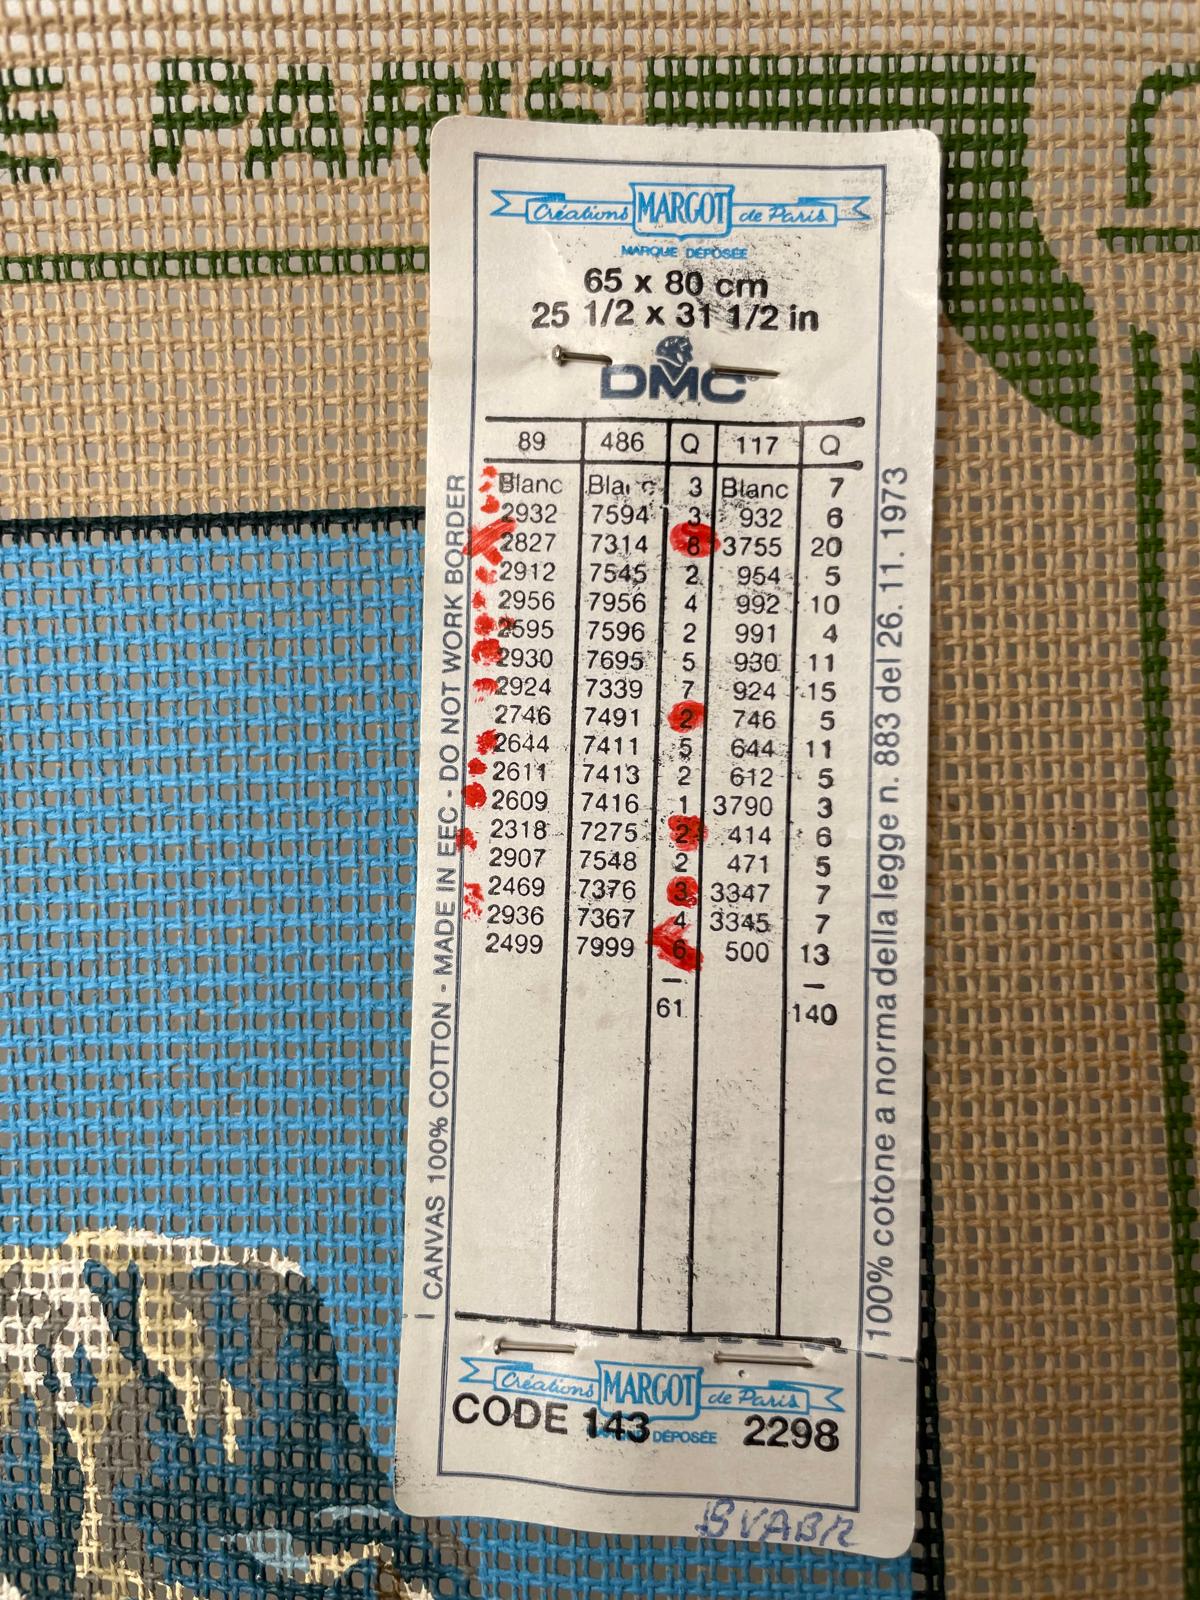 E PARIS
Créations MARGOT de Paris
MARQUE DÉPOSÉE
65 x 80 cm
25 1/2 x 31 1/2 in
DMC
89 486 Q 117 Q
Blanc Blanc 3 Blanc 7
2932 7594 3 932 6
2827 7314 8 3755 20
2912 7545 2 954 5
2956 7956 4 992 10
2595 7596 2 991 4
2930 7695 5 930 11
2924 7339 7 924 15
2746 7491 2 746 5
2644 7411 5 644 11
2611 7413 2 612 5
2609 7416 1 3790 3
2318 7275 2 414 6
2907 7548 2 471 5
2469 7376 3 3347 7
2936 7367 4 3345 7
2499 7999 6 500 13
61 140
CANVAS 100% COTTON - MADE IN EEC - DO NOT WORK BORDER
100% cotone a norma della legge n. 883 del 26. 11. 1973
Créations MARGOT de Paris
CODE 143 DÉPOSÉE 2298